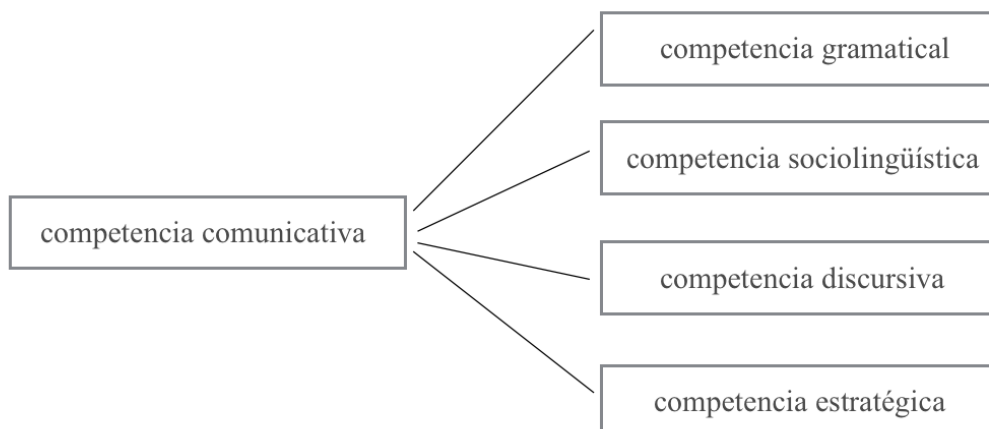 competencia gramatical
competencia sociolingüística
competencia comunicativa
competencia discursiva
competencia estratégica